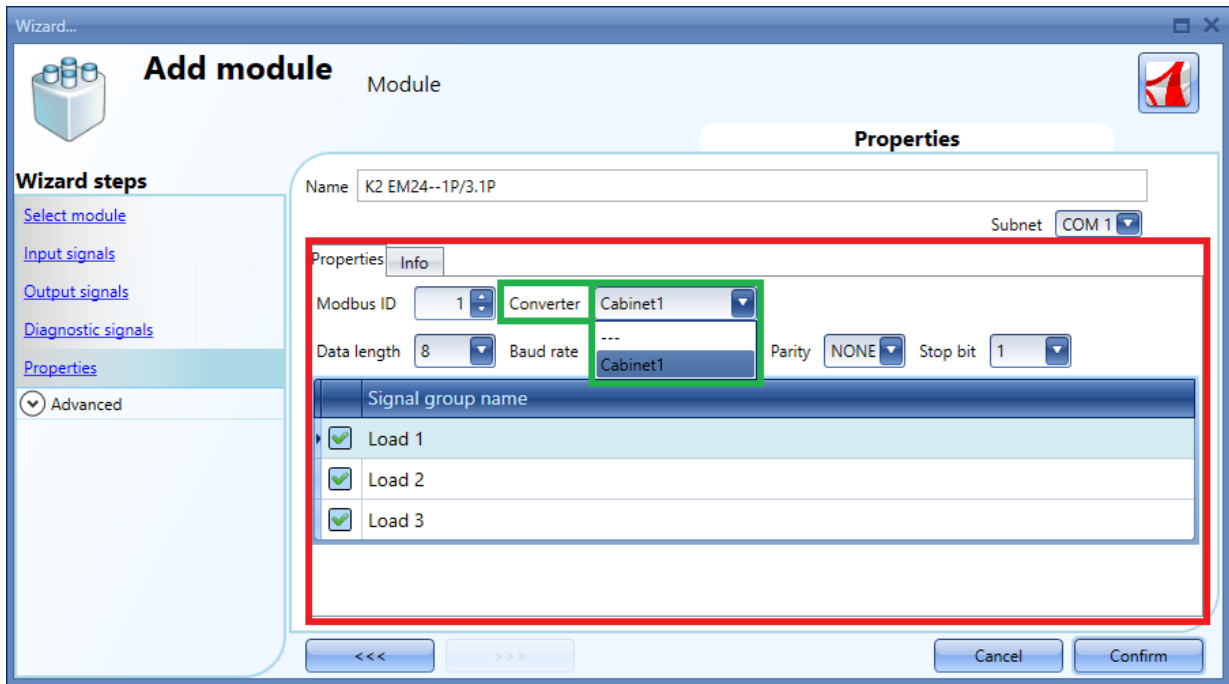 Wizard...
Add module
Module
Properties
Wizard steps
Select module
Input signals
Output signals
Diagnostic signals
Properties
Advanced
Name K2 EM24--1P/3.1P
Subnet COM 1
Properties Info
Modbus ID 1 Converter Cabinet1
---
Data length 8 Baud rate Cabinet1 Parity NONE Stop bit 1
Signal group name
Load 1
Load 2
Load 3
<<< >>> Cancel Confirm